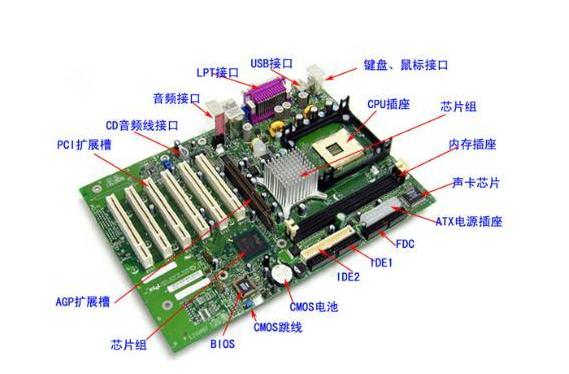 USB接口
键盘、鼠标接口
LPT接口
音频接口
CPU插座
芯片组
CD音频线接口
PCI扩展槽
内存插座
声卡芯片
ATX电源插座
FDC
IDE1
IDE2
AGP扩展槽
CMOS电池
CMOS跳线
芯片组
BIOS